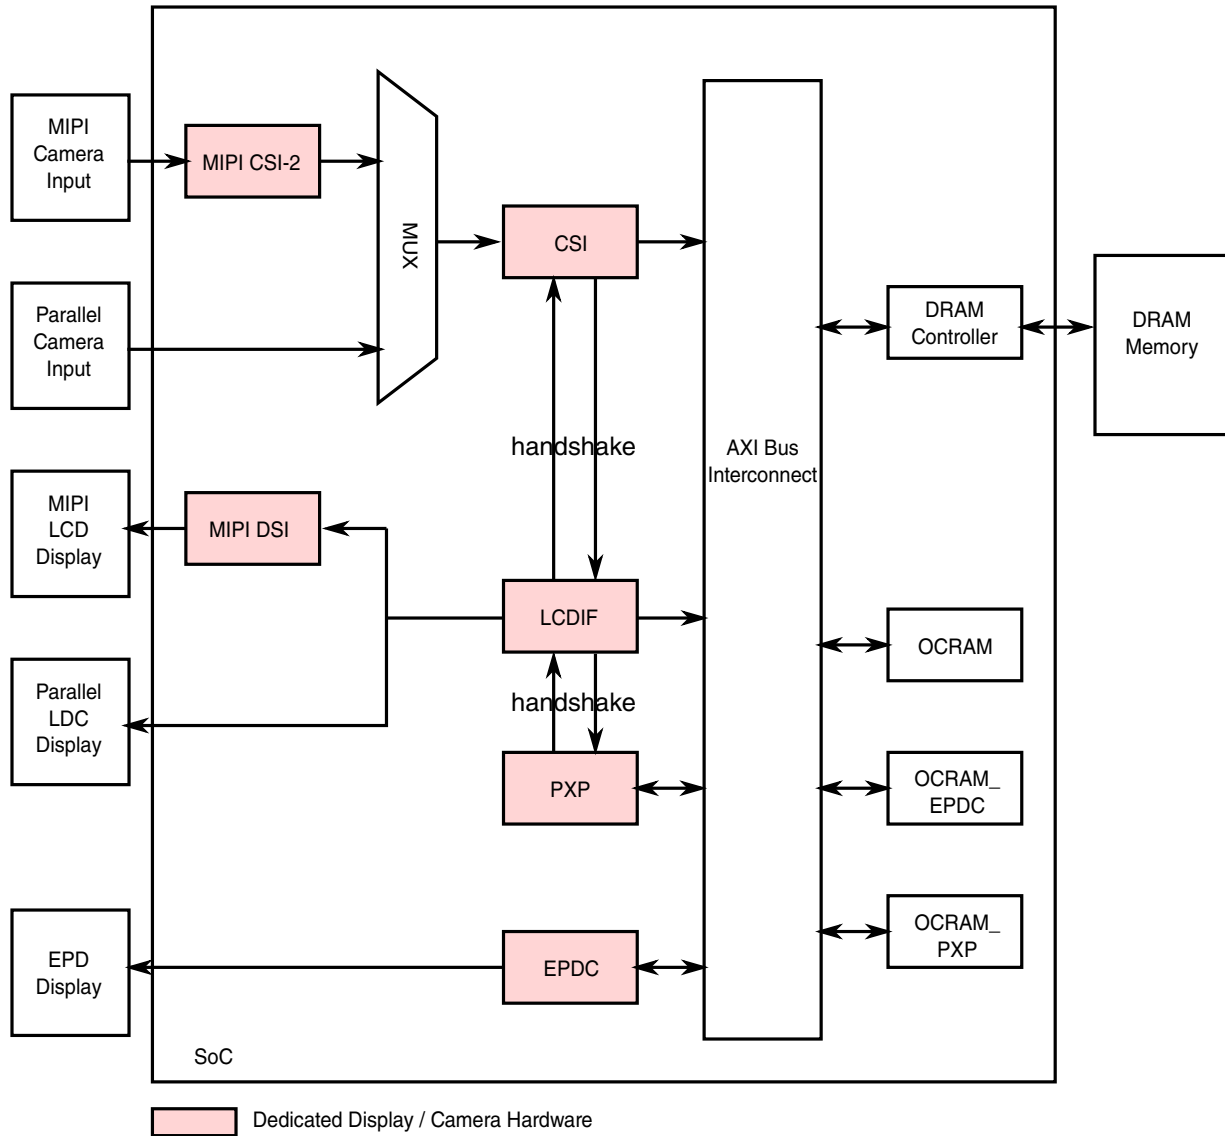 MIPI
Camera
Input
MIPI CSI-2
MUX
CSI
Parallel
Camera
Input
DRAM
Controller
DRAM
Memory
handshake
AXI Bus
Interconnect
MIPI
LCD
Display
MIPI DSI
LCDIF
OCRAM
Parallel
LDC
Display
handshake
PXP
OCRAM_
EPDC
OCRAM_
PXP
EPD
Display
EPDC
SoC
Dedicated Display / Camera Hardware